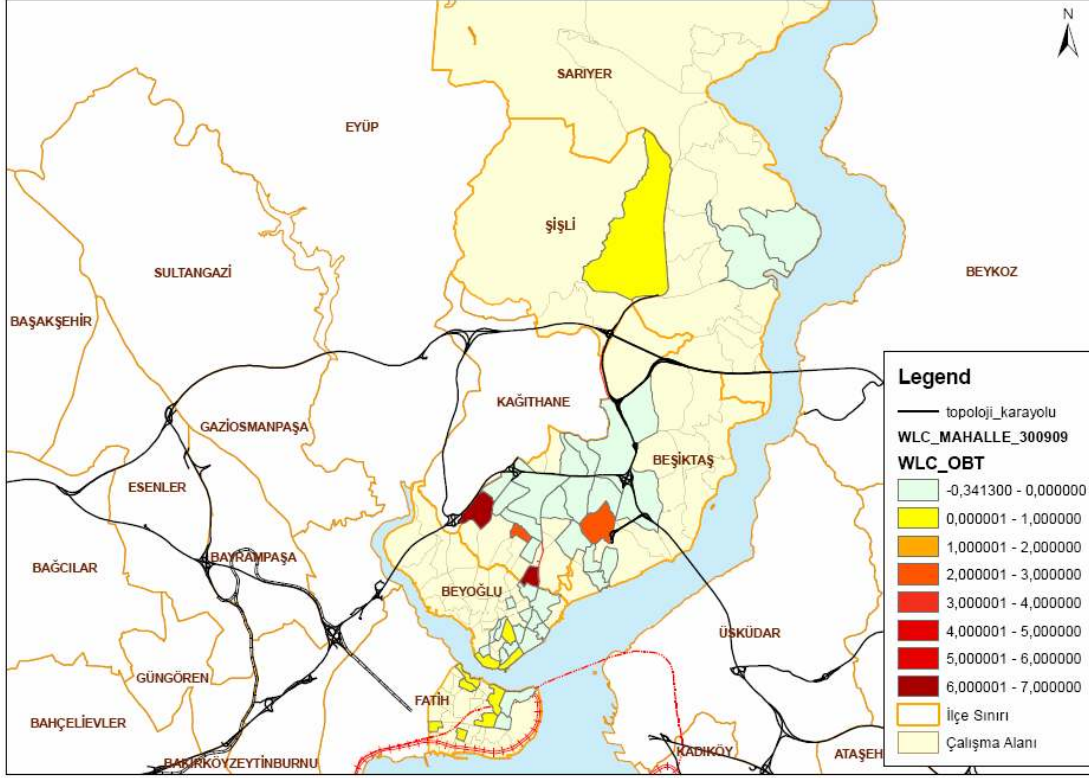 N
SARIYER
EYÜP
ŞİŞLİ
SULTANGAZİ
BEYKOZ
BAŞAKŞEHİR
KAĞITHANE
GAZİOSMANPAŞA
BEŞİKTAŞ
ESENLER
BAYRAMPAŞA
BAĞCILAR
BEYOĞLU
ÜSKÜDAR
GÜNGÖREN
FATİH
BAHÇELİEVLER
BAKIRKÖYZEYTİNBURNU
KADIKÖY
ATAŞEH
Legend
topoloji_karayolu
WLC_MAHALLE_300909
WLC_OBT
-0,341300 - 0,000000
0,000001 - 1,000000
1,000001 - 2,000000
2,000001 - 3,000000
3,000001 - 4,000000
4,000001 - 5,000000
5,000001 - 6,000000
6,000001 - 7,000000
İlçe Sınırı
Çalışma Alanı